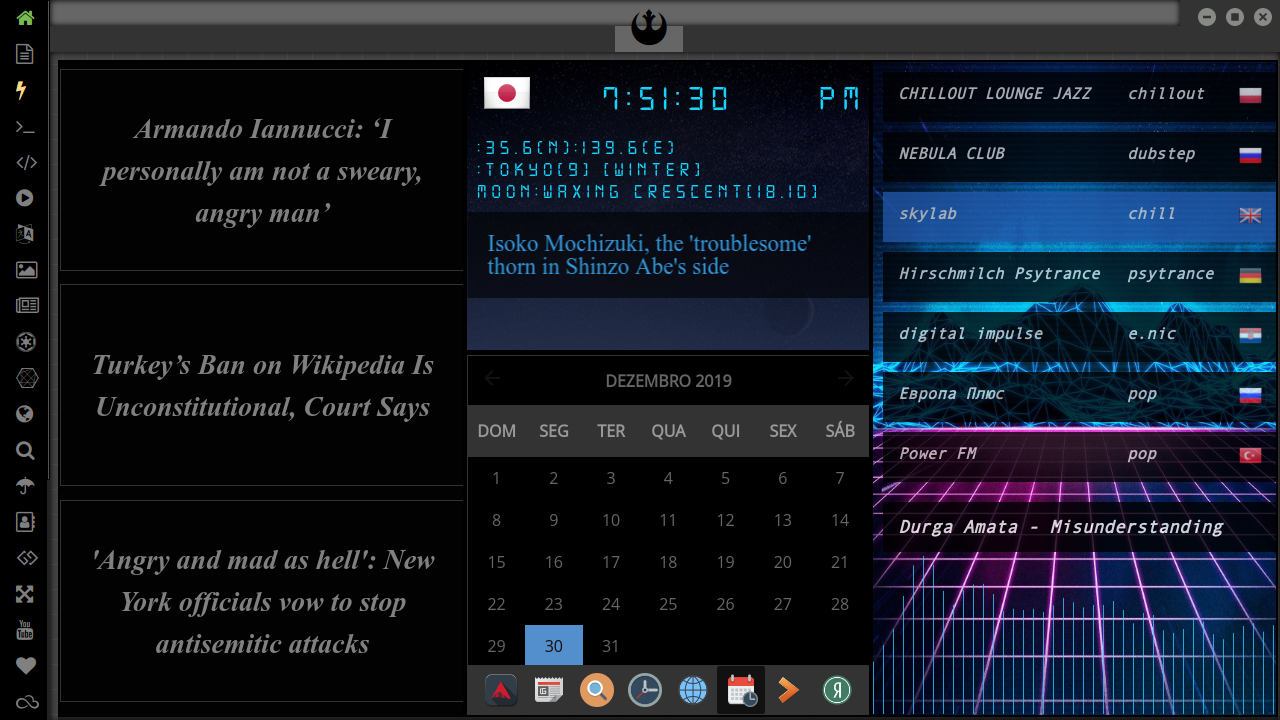 Armando Iannucci: ‘I
personally am not a sweary,
angry man’
Turkey’s Ban on Wikipedia Is
Unconstitutional, Court Says
'Angry and mad as hell': New
York officials vow to stop
antisemitic attacks
7:51:30 PM
:35.6(N):139.6(E)
:TOKYO(9) (WINTER)
MOON:WAXING CRESCENT(18.10)
Isoko Mochizuki, the 'troublesome'
thorn in Shinzo Abe's side
DEZEMBRO 2019
DOM SEG TER QUA QUI SEX SÁB
1 2 3 4 5 6 7
8 9 10 11 12 13 14
15 16 17 18 19 20 21
22 23 24 25 26 27 28
29 30 31
CHILLOUT LOUNGE JAZZ chillout
NEBULA CLUB dubstep
skylab chill
Hirschmilch Psytrance psytrance
digital impulse e.nic
Европа Плюс pop
Power FM pop
Durga Amata - Misunderstanding
You
Tube
Я